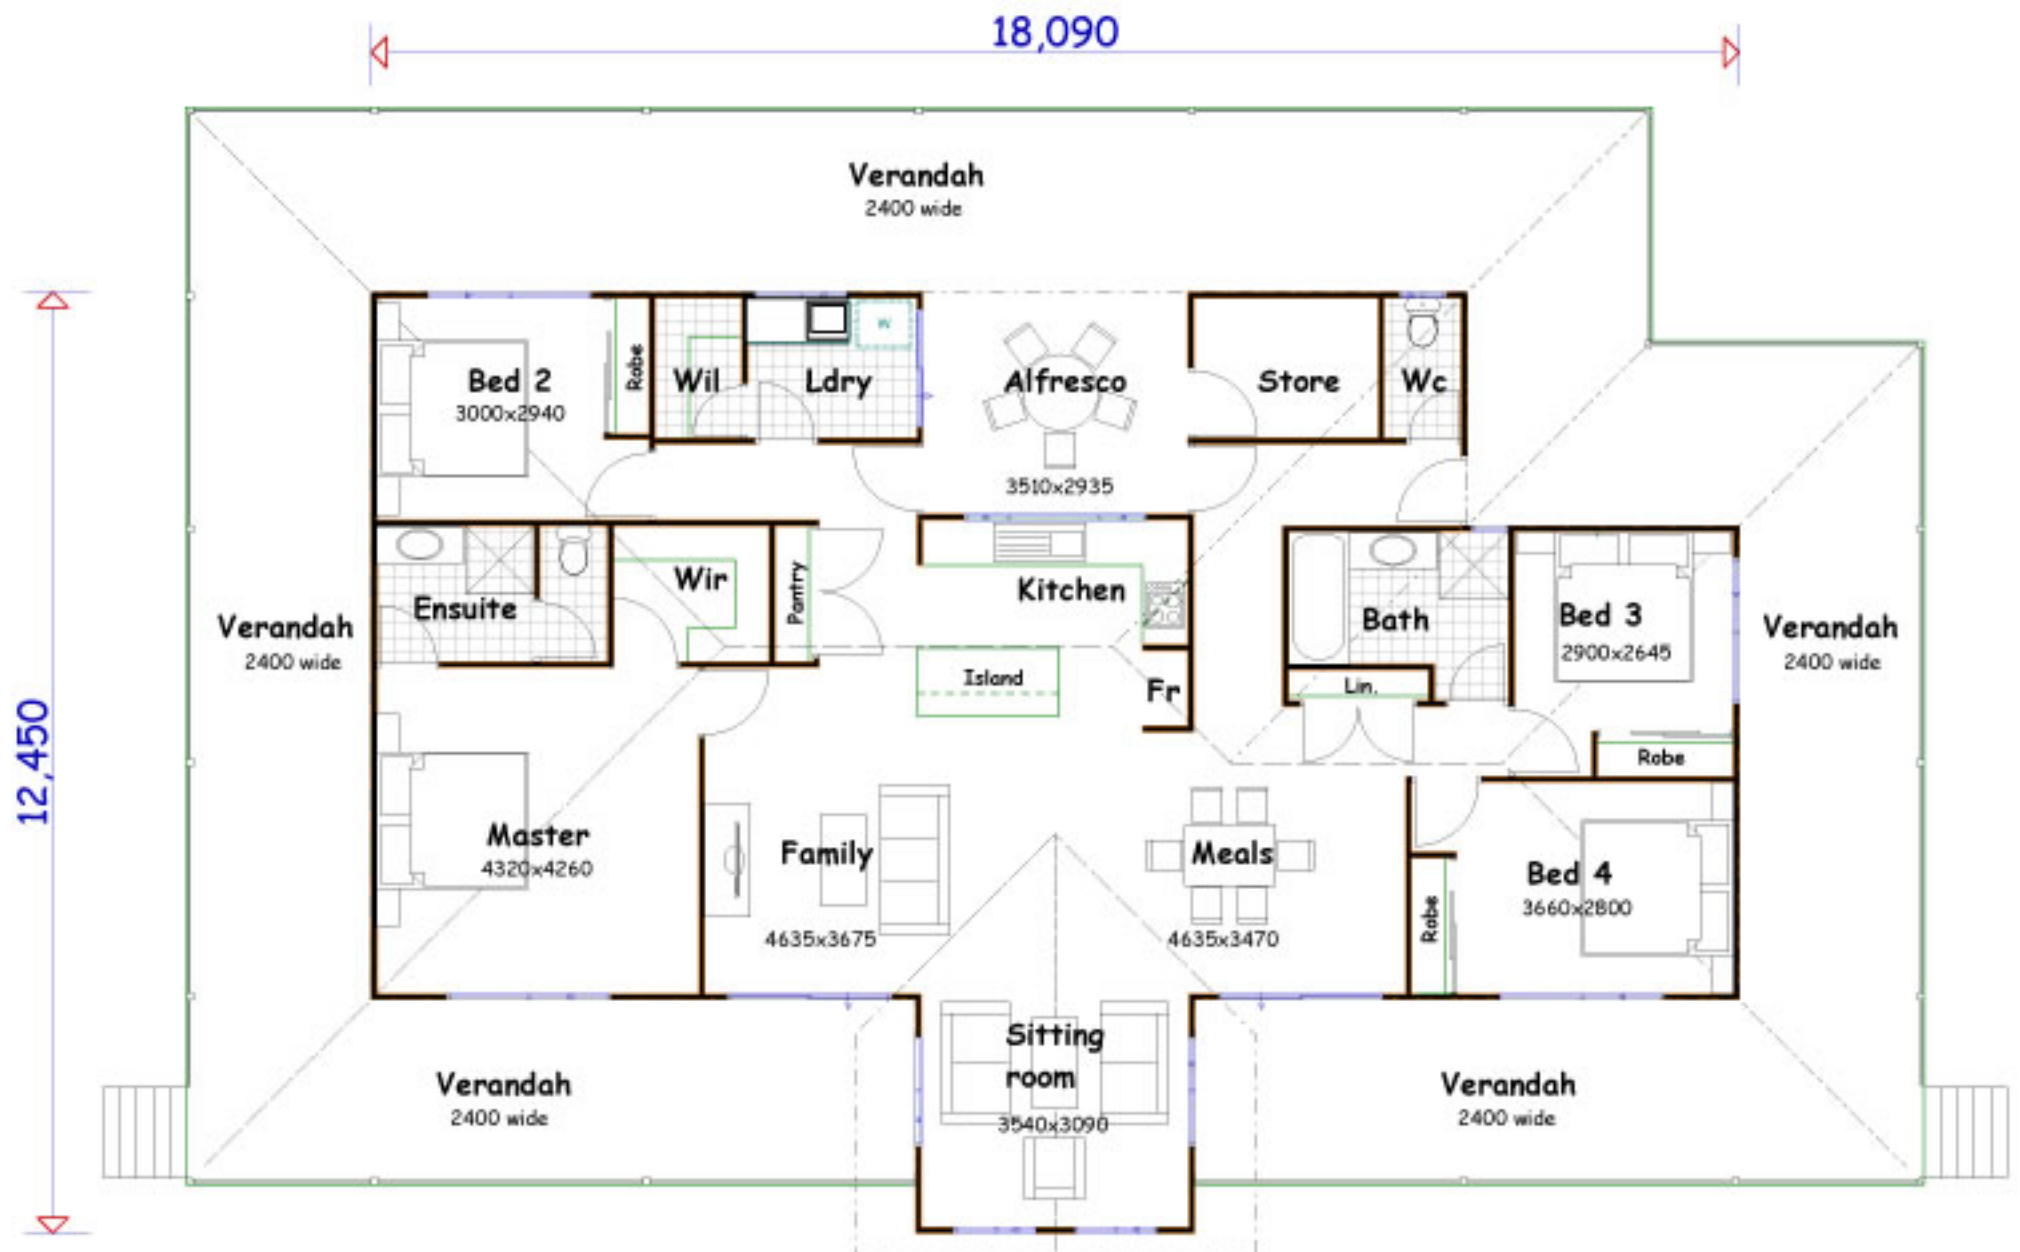 18,090
Verandah
2400 wide
Bed 2
3000x2940
Robe
Wil
Ldry
W
Alfresco
3510x2935
Store
Wc
Verandah
2400 wide
Ensuite
Wir
Pantry
Kitchen
Island
Fr
Bath
Lin.
Bed 3
2900x2645
Robe
Verandah
2400 wide
12,450
Master
4320x4260
Family
4635x3675
Meals
4635x3470
Robe
Bed 4
3660x2800
Sitting
room
3540x3090
Verandah
2400 wide
Verandah
2400 wide